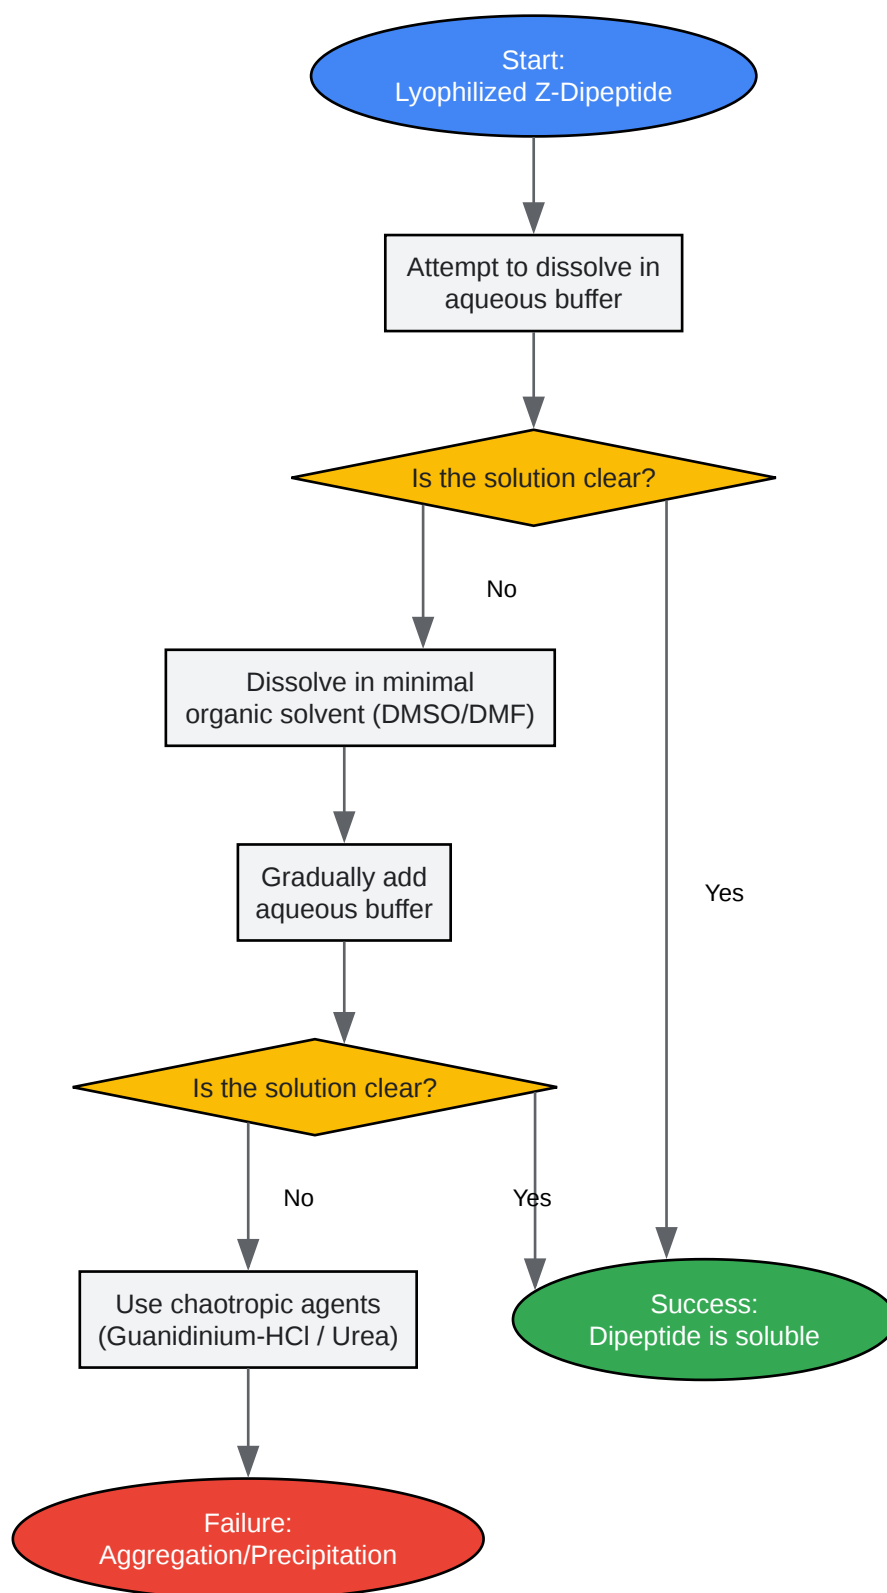 Start:
Lyophilized Z-Dipeptide
Attempt to dissolve in
aqueous buffer
Is the solution clear?
No
Dissolve in minimal
organic solvent (DMSO/DMF)
Gradually add
aqueous buffer
Yes
Is the solution clear?
No
Yes
Use chaotropic agents
(Guanidinium-HCl / Urea)
Success:
Dipeptide is soluble
Failure:
Aggregation/Precipitation